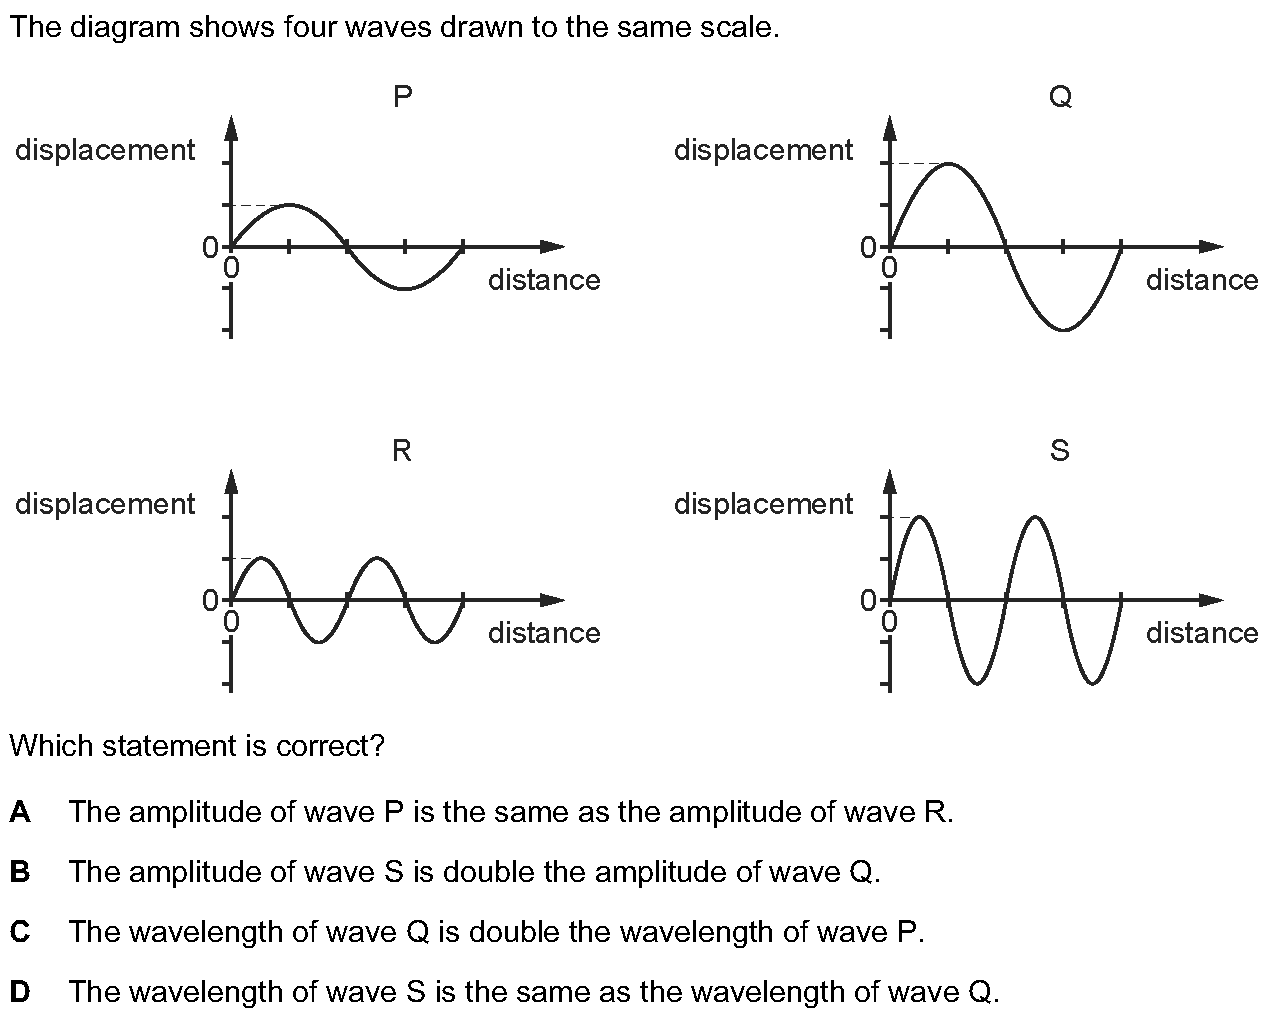 The diagram shows four waves drawn to the same scale.
P
displacement
0
0
distance
Q
displacement
0
0
distance
R
displacement
0
0
distance
S
displacement
0
0
distance
Which statement is correct?
A The amplitude of wave P is the same as the amplitude of wave R.
B The amplitude of wave S is double the amplitude of wave Q.
C The wavelength of wave Q is double the wavelength of wave P.
D The wavelength of wave S is the same as the wavelength of wave Q.